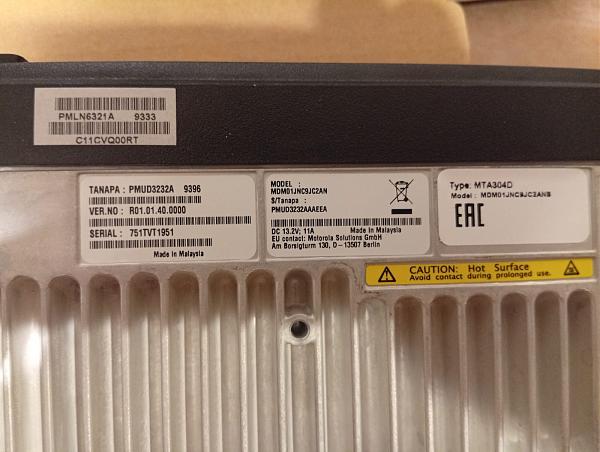 PMLN6321A 9333
C11CVQ00RT
TANAPA : PMUD3232A 9396
VER.NO : R01.01.40.0000
SERIAL : 751TVT1951
Made in Malaysia
MODEL :
MDM01JNC9JC2AN
S/Tanapa :
PMUD3232AAAEEA
DC 13.2V; 11A Made in Malaysia
EU contact: Motorola Solutions GmbH
Am Borsigturm 130, D - 13507 Berlin
Type: MTA304D
Model: MDM01JNC9JC2ANB
EAC
CAUTION: Hot Surface
Avoid contact during prolonged use.